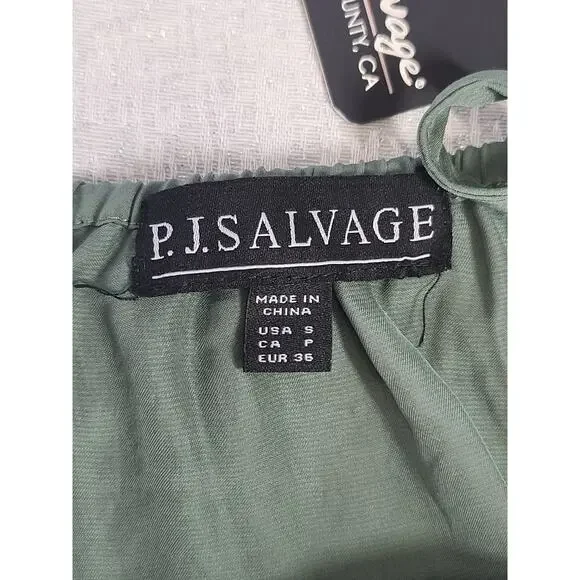 vage®
UNTY, CA
P.J.SALVAGE
MADE IN
CHINA
USA S
CA P
EUR 36